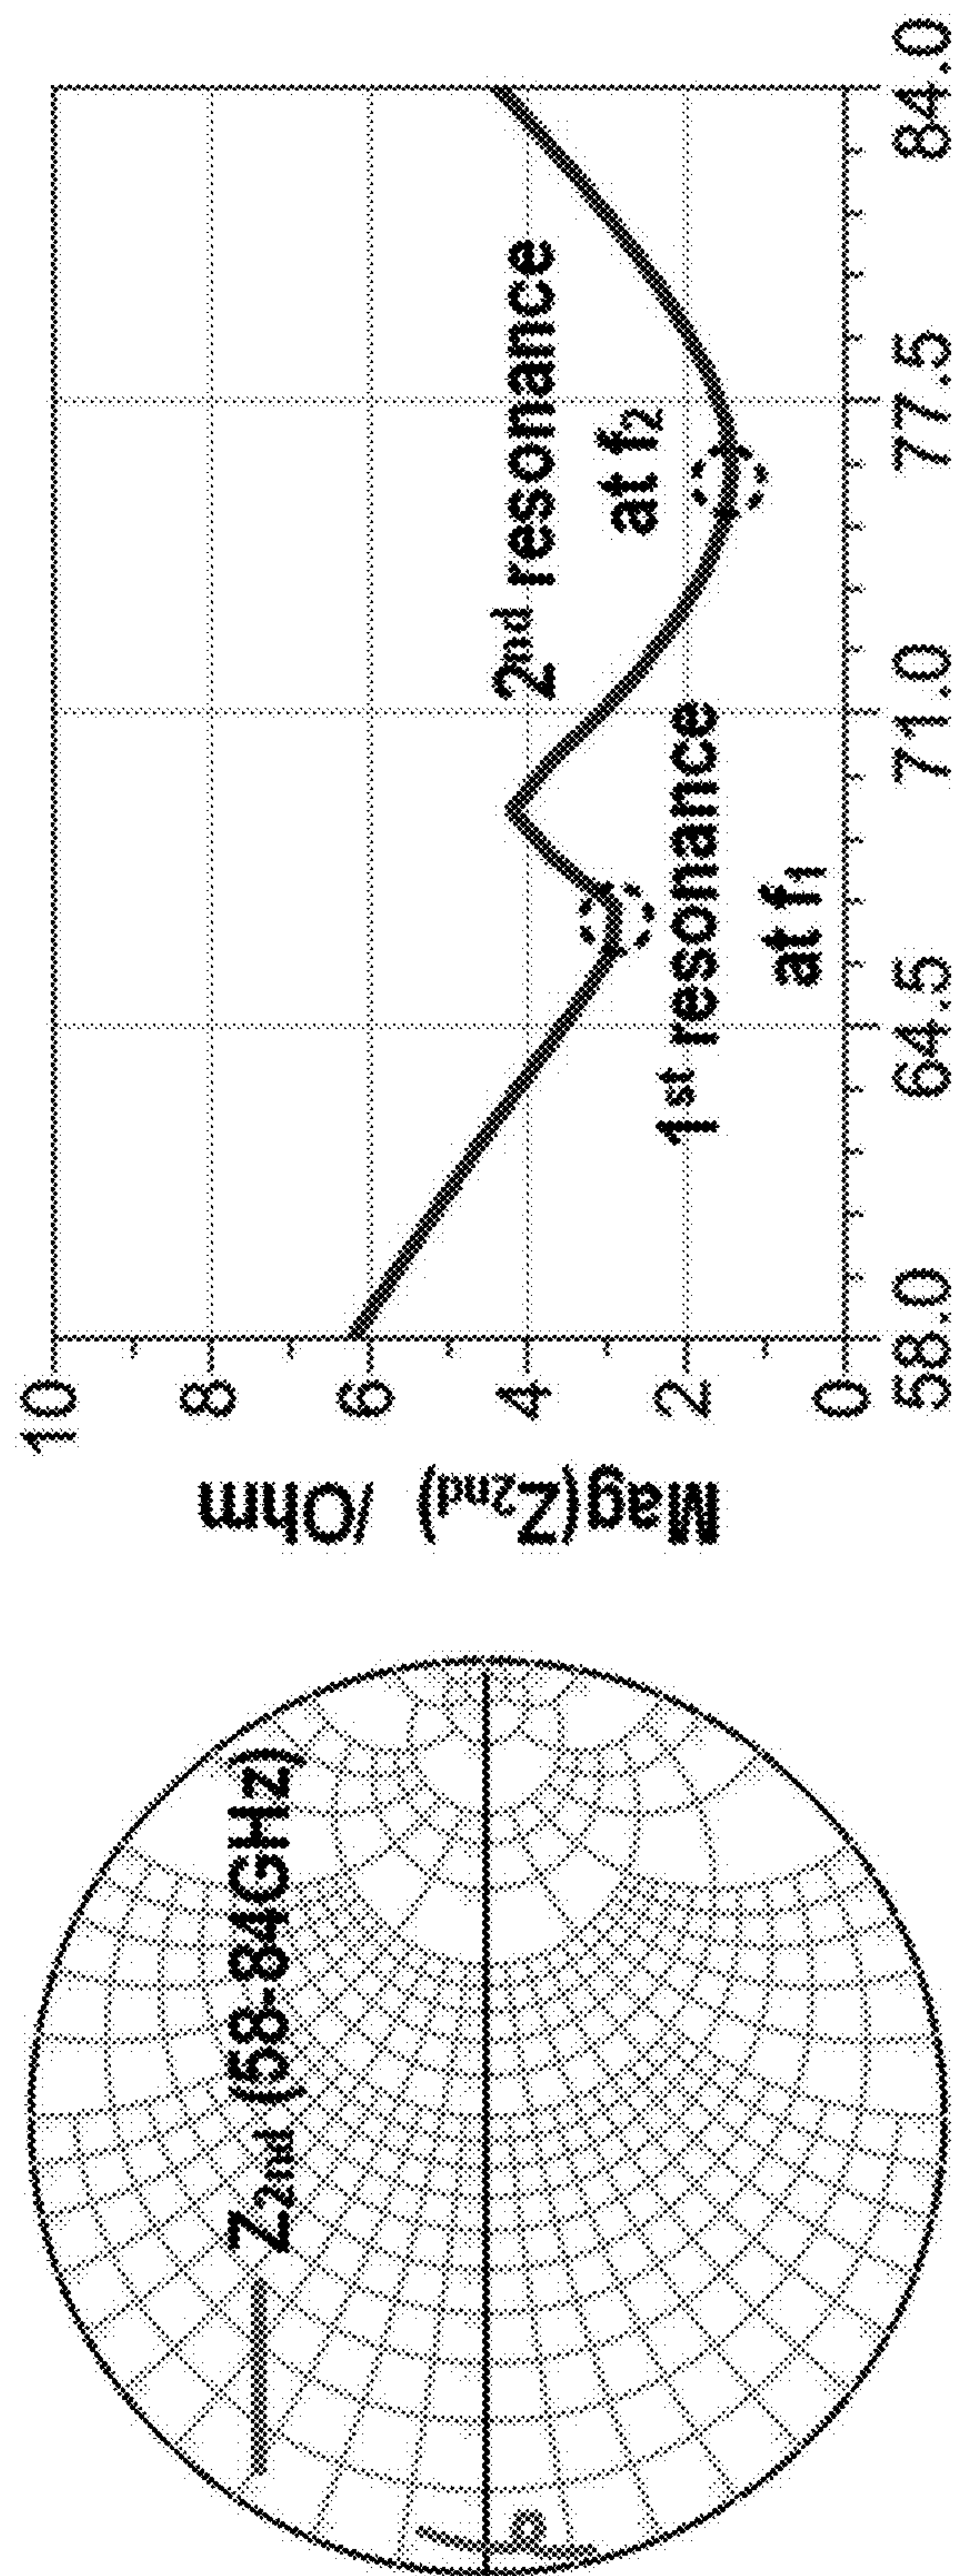 Z2nd (58-84GHz)
Mag(Z2nd) /Ohm
10
8
6
4
2
0
2nd resonance
at f2
1st resonance
at f1
58.0
64.5
71.0
77.5
84.0